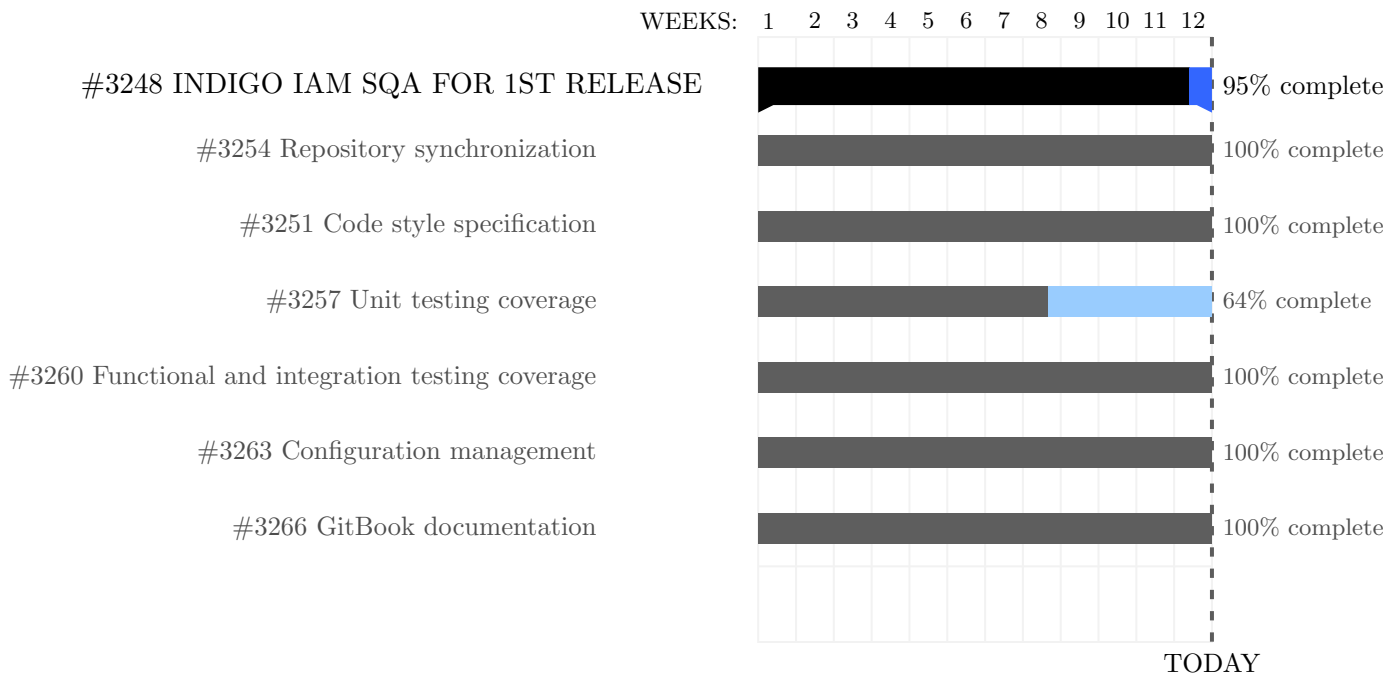 WEEKS: 1 2 3 4 5 6 7 8 9 10 11 12
#3248 INDIGO IAM SQA FOR 1ST RELEASE 95% complete
#3254 Repository synchronization 100% complete
#3251 Code style specification 100% complete
#3257 Unit testing coverage 64% complete
#3260 Functional and integration testing coverage 100% complete
#3263 Configuration management 100% complete
#3266 GitBook documentation 100% complete
TODAY